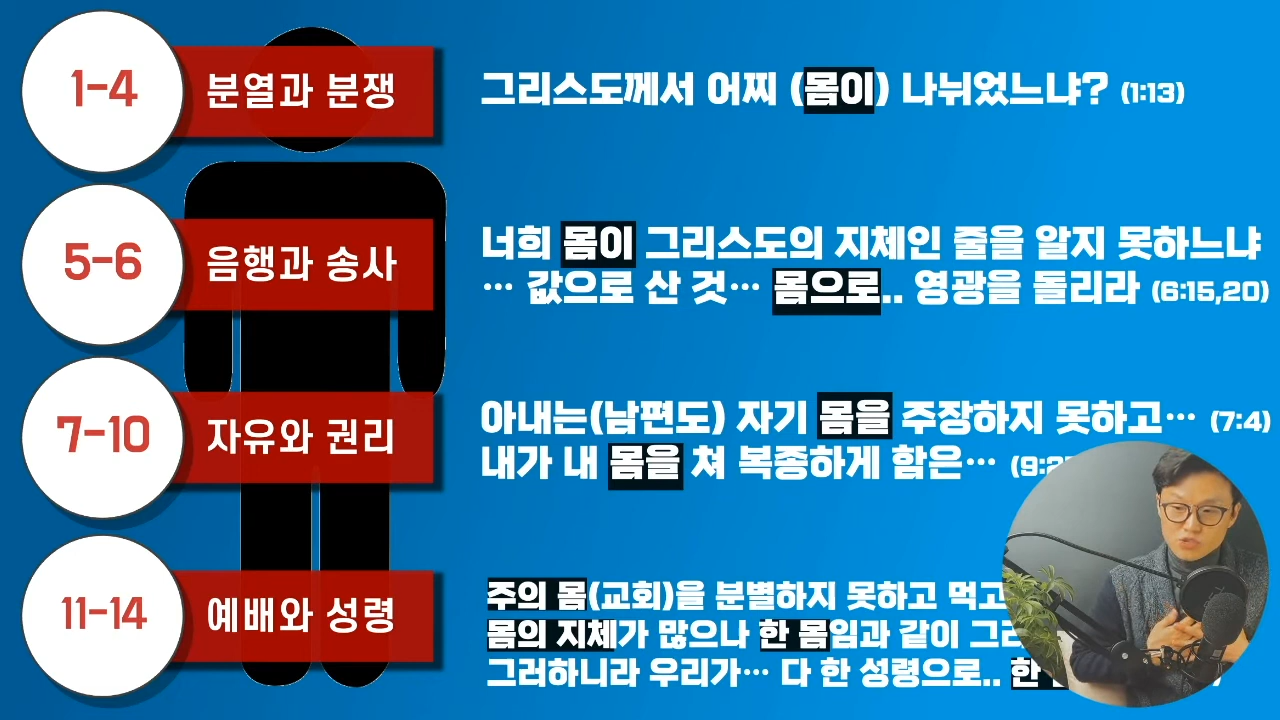 1-4 분열과 분쟁
그리스도께서 어찌 (몸이) 나뉘었느냐? (1:13)
5-6 음행과 송사
너희 몸이 그리스도의 지체인 줄을 알지 못하느냐
… 값으로 산 것… 몸으로.. 영광을 돌리라 (6:15,20)
7-10 자유와 권리
아내는(남편도) 자기 몸을 주장하지 못하고… (7:4)
내가 내 몸을 쳐 복종하게 함은…
11-14 예배와 성령
주의 몸(교회)을 분별하지 못하고 먹고
몸의 지체가 많으나 한 몸임과 같이
그러하니라 우리가… 다 한 성령으로.. 한